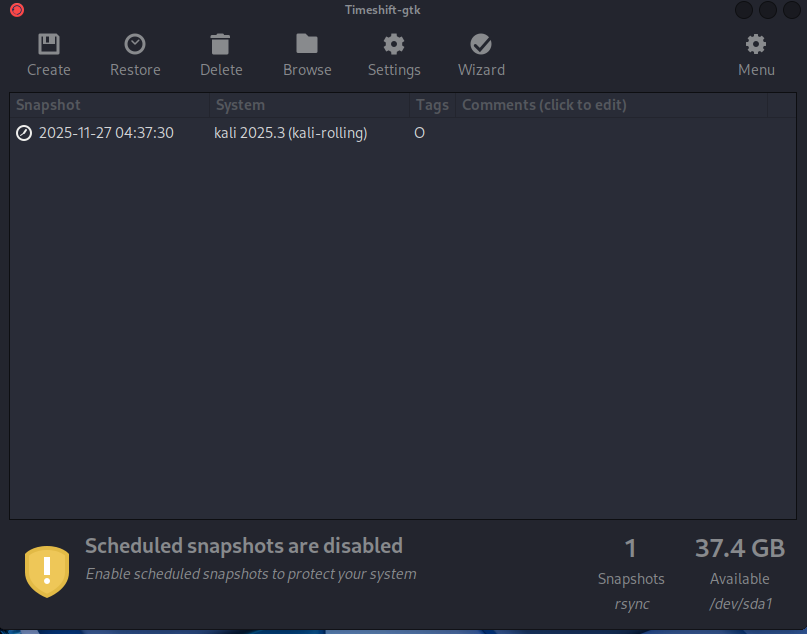 Timeshift-gtk
Create Restore Delete Browse Settings Wizard Menu
Snapshot System Tags Comments (click to edit)
2025-11-27 04:37:30 kali 2025.3 (kali-rolling) O
Scheduled snapshots are disabled
Enable scheduled snapshots to protect your system
1
Snapshots
rsync
37.4 GB
Available
/dev/sda1